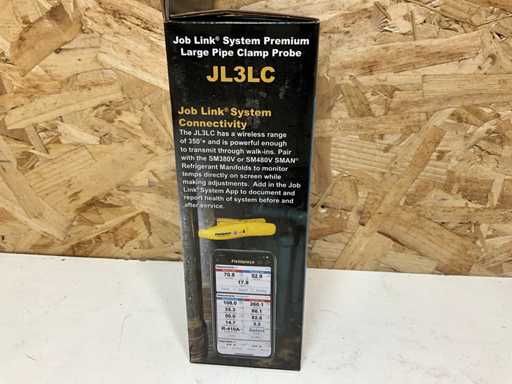 Job Link® System Premium
Large Pipe Clamp Probe
JL3LC
Job Link® System
Connectivity
The JL3LC has a wireless range
of 350'+ and is powerful enough
to transmit through walk-ins. Pair
with the SM380V or SM480V SMAN®
Refrigerant Manifolds to monitor
temps directly on screen while
making adjustments. Add in the Job
Link® System App to document and
report health of system before and
after service.
Fieldpiece
R-410A